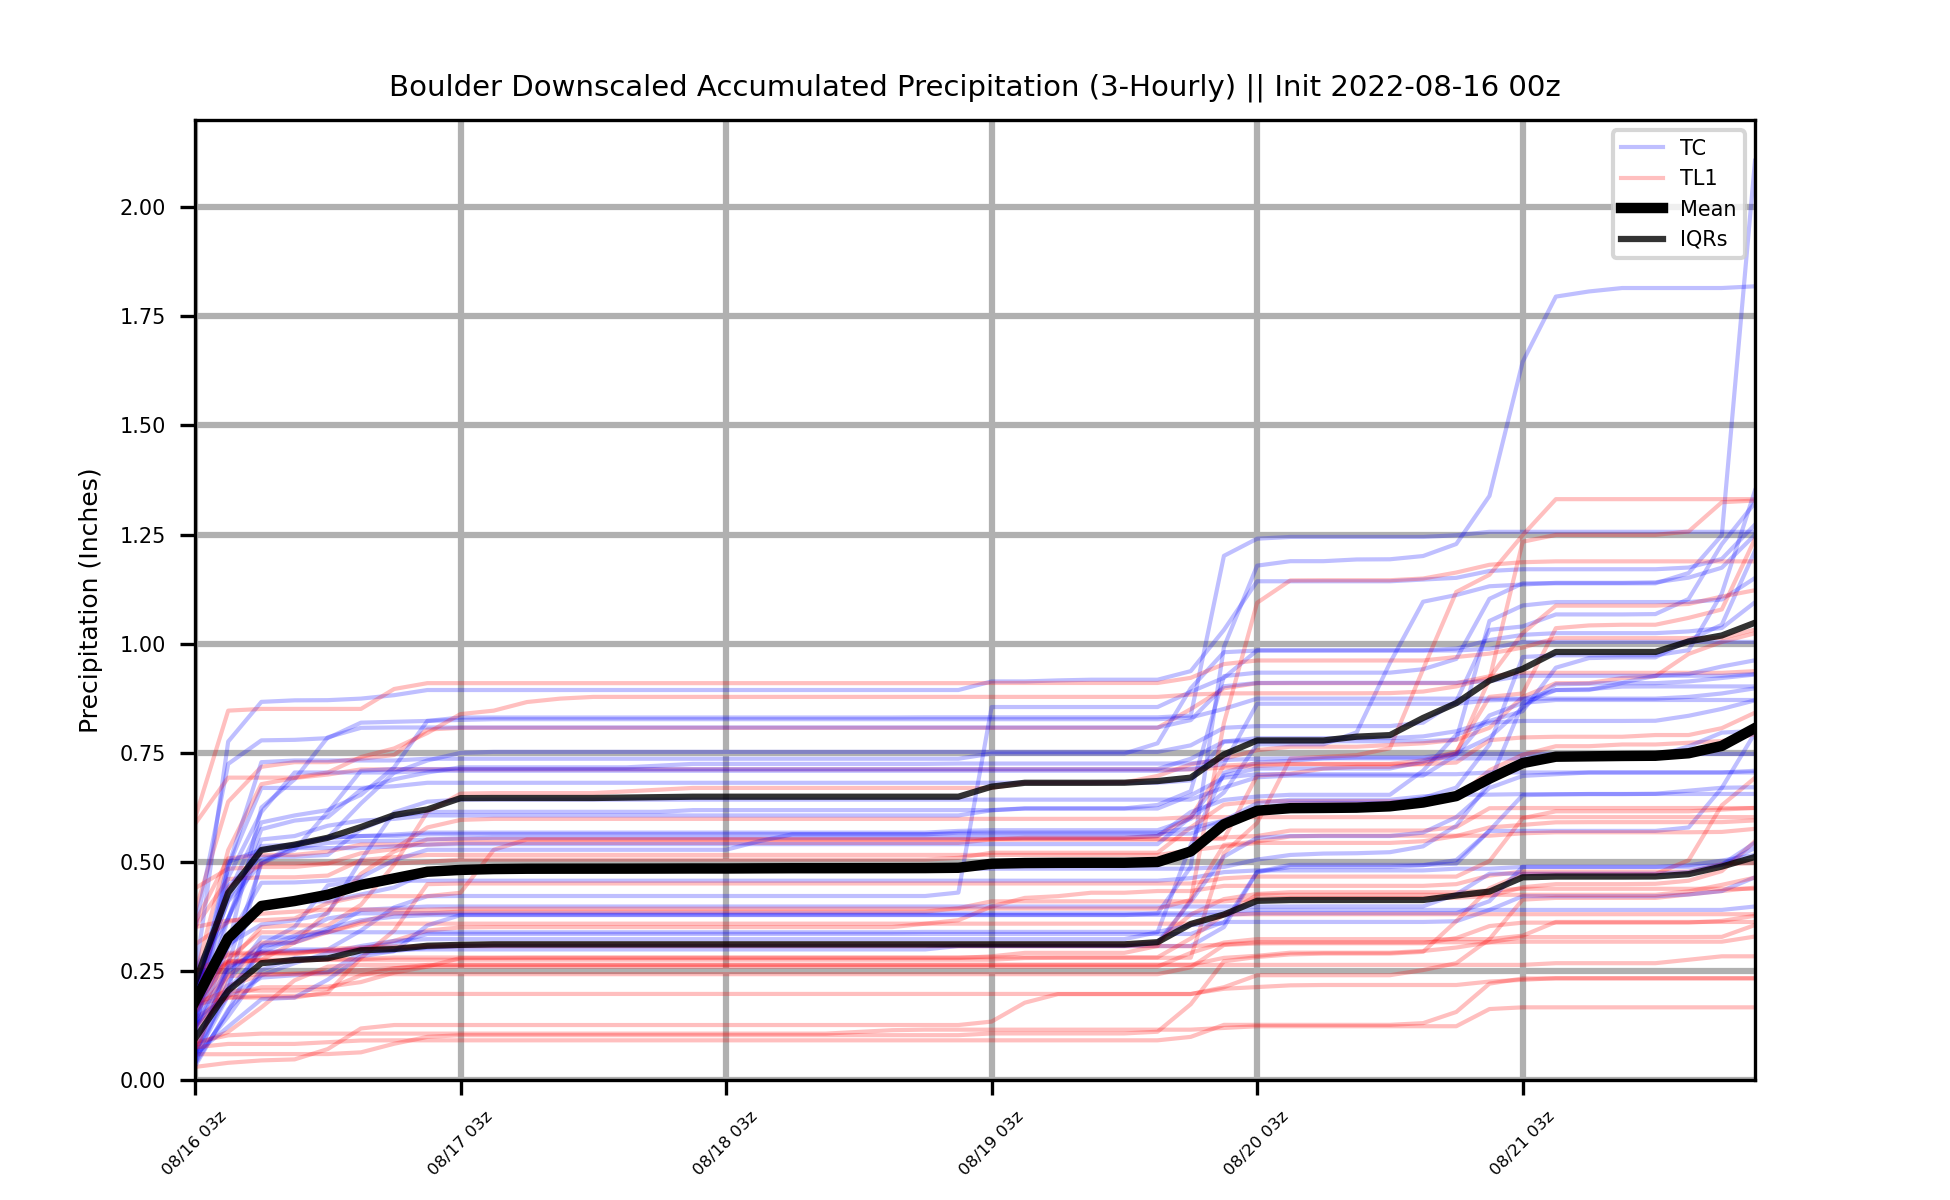 Boulder Downscaled Accumulated Precipitation (3-Hourly) || Init 2022-08-16 00z
TC
TL1
Mean
IQRs
Precipitation (Inches)
2.00
1.75
1.50
1.25
1.00
0.75
0.50
0.25
0.00
08/16 03z
08/17 03z
08/18 03z
08/19 03z
08/20 03z
08/21 03z